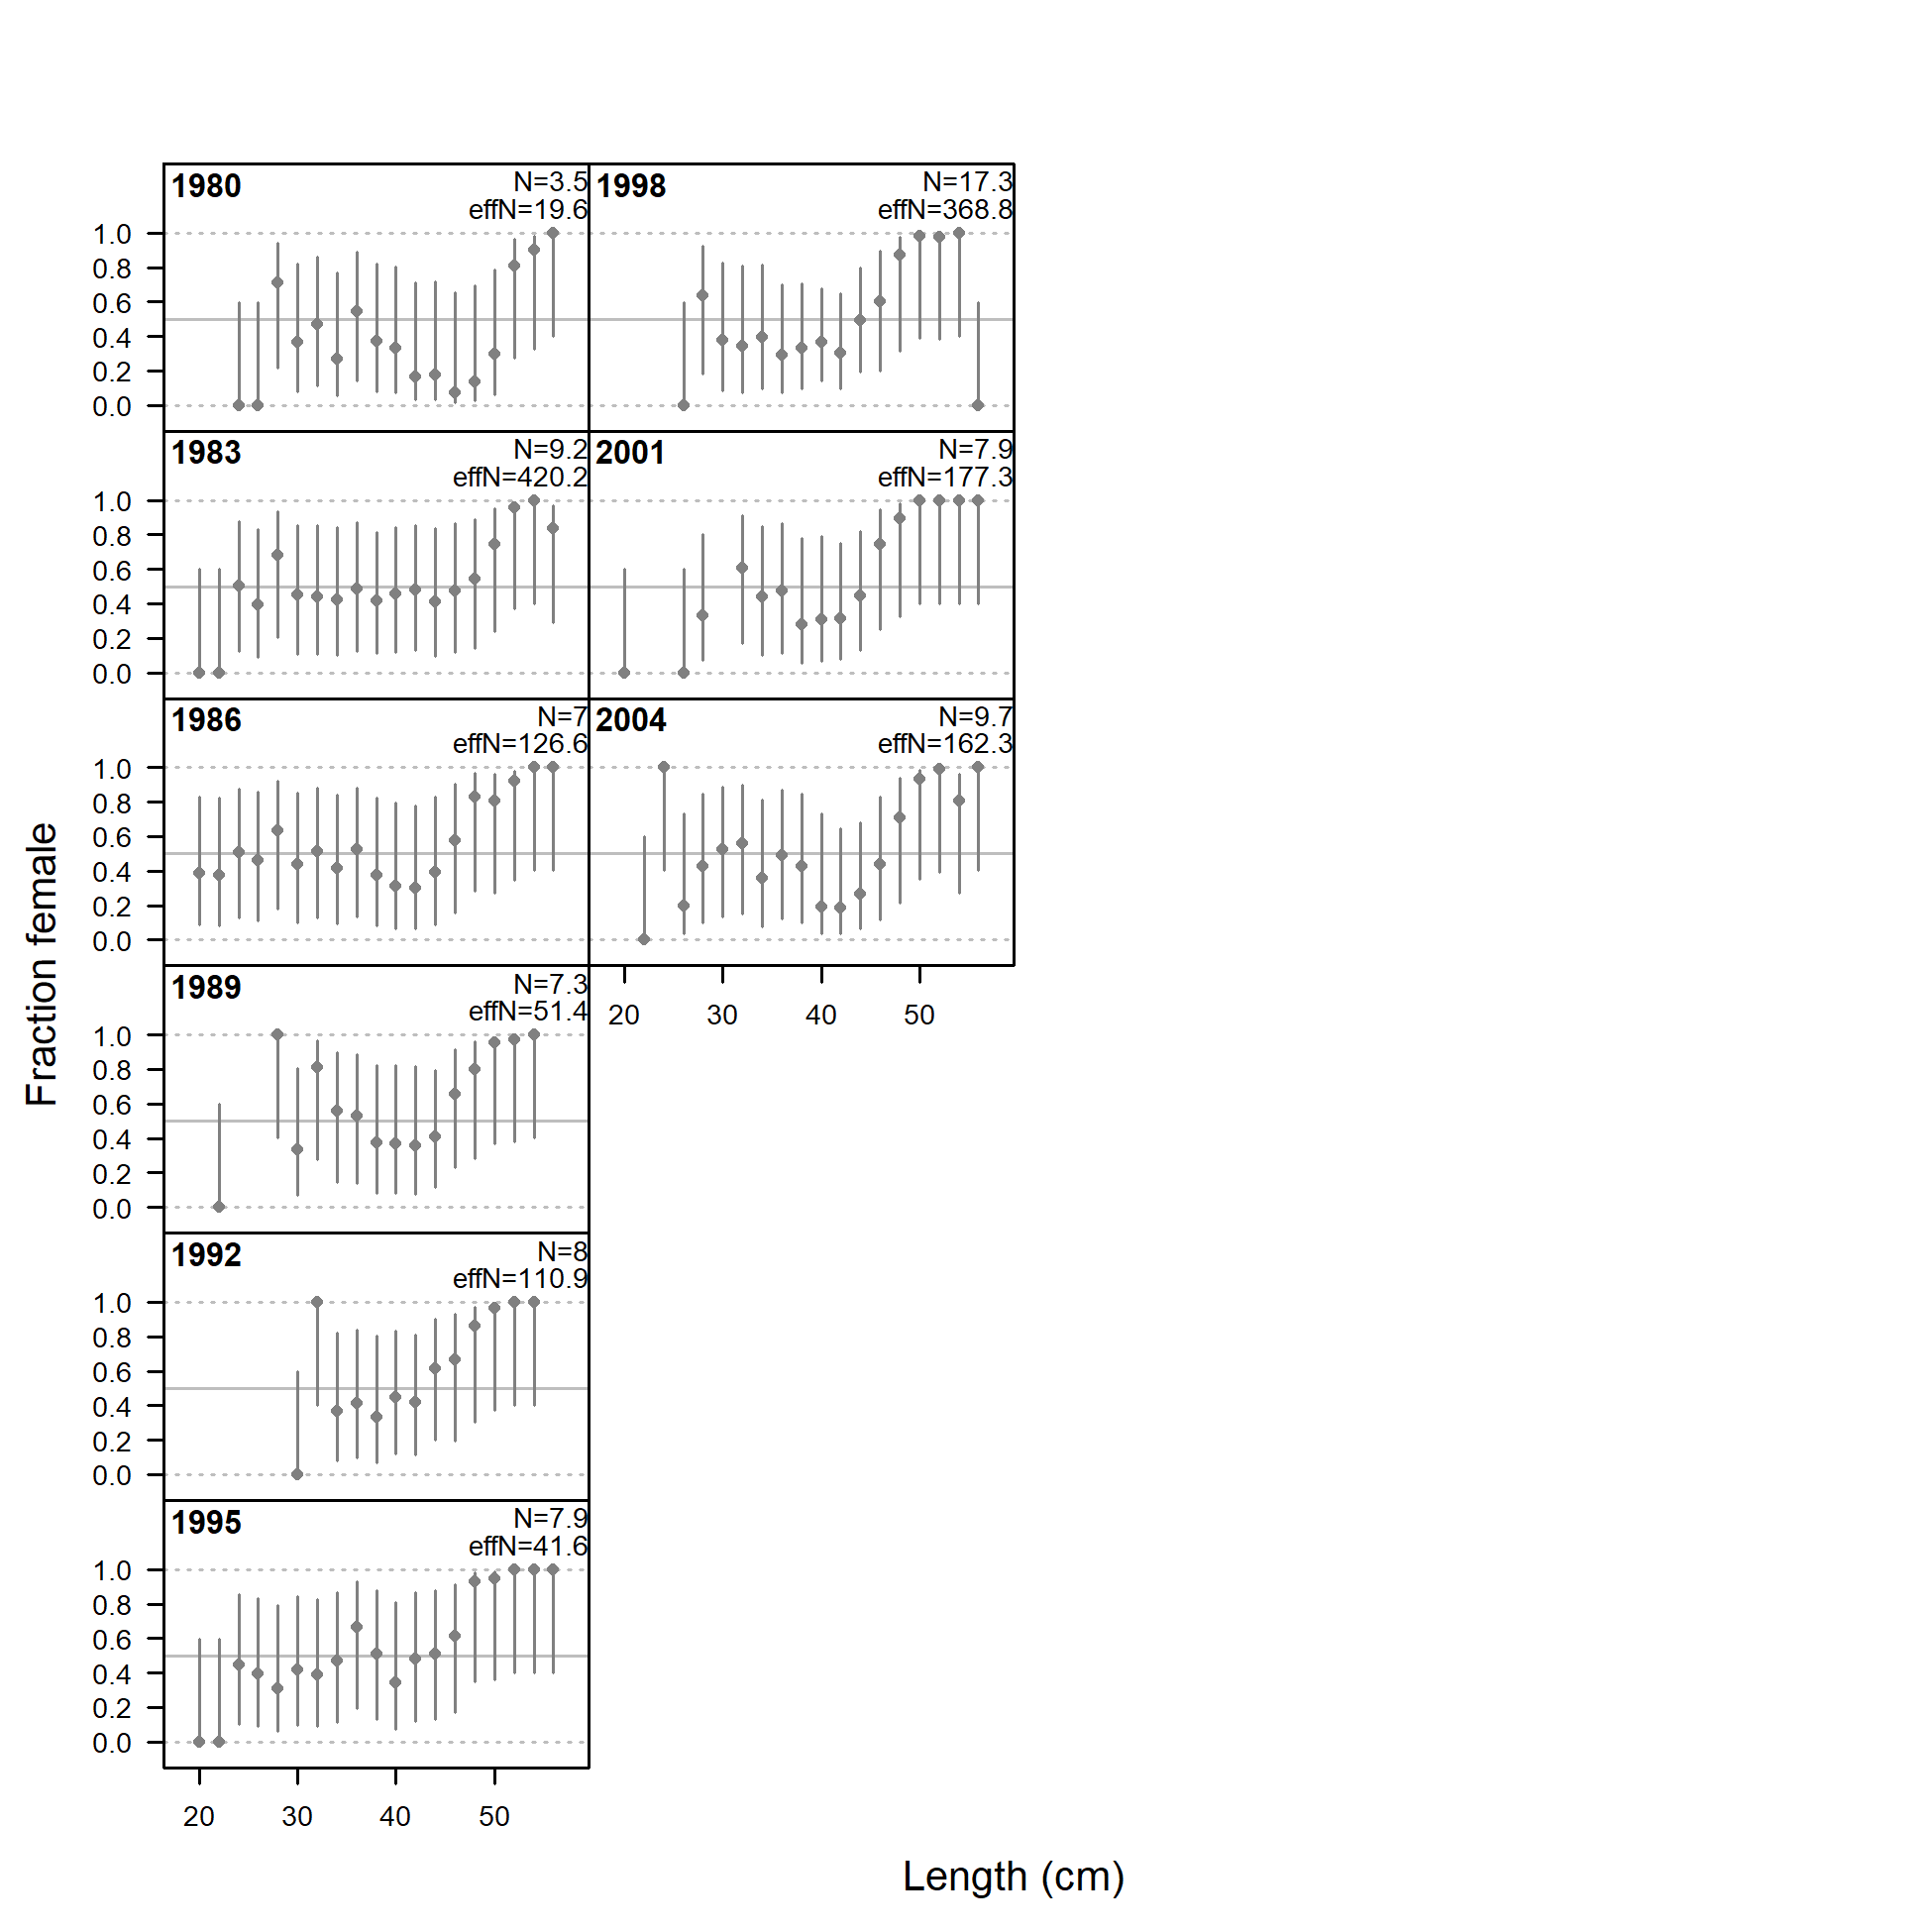 1980
N=3.5
effN=19.6
1.0
0.8
0.6
0.4
0.2
0.0
1983
N=9.2
effN=420.2
1.0
0.8
0.6
0.4
0.2
0.0
1986
N=7
effN=126.6
1.0
0.8
0.6
0.4
0.2
0.0
1989
N=7.3
effN=51.4
1.0
0.8
0.6
0.4
0.2
0.0
1992
N=8
effN=110.9
1.0
0.8
0.6
0.4
0.2
0.0
1995
N=7.9
effN=41.6
1.0
0.8
0.6
0.4
0.2
0.0
20 30 40 50
1998
N=17.3
effN=368.8
2001
N=7.9
effN=177.3
2004
N=9.7
effN=162.3
20 30 40 50
Fraction female
Length (cm)